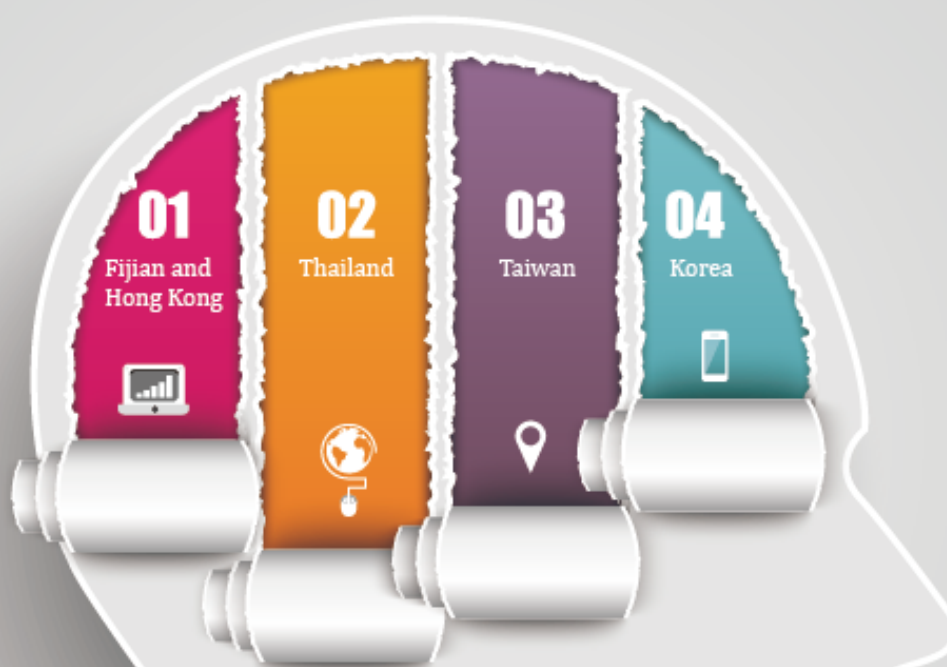 01
Fijian and
Hong Kong
02
Thailand
03
Taiwan
04
Korea